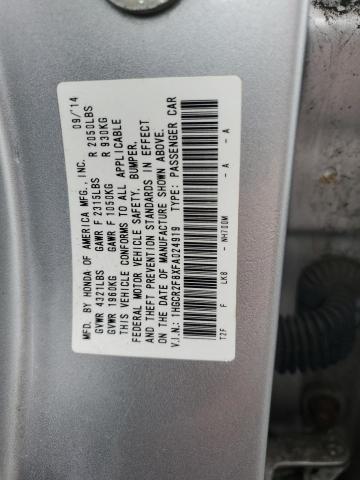 MFD. BY HONDA OF AMERICA MFG., INC. 09/14
GVWR 4321LBS GAWR F 2315LBS R 2050LBS
GVWR 1960KG GAWR F 1050KG R 930KG
THIS VEHICLE CONFORMS TO ALL APPLICABLE
FEDERAL MOTOR VEHICLE SAFETY, BUMPER,
AND THEFT PREVENTION STANDARDS IN EFFECT
ON THE DATE OF MANUFACTURE SHOWN ABOVE.
V.I.N.: 1HGCR2F8XFA024919 TYPE: PASSENGER CAR
T2F F LK8 - NH700M - A - A